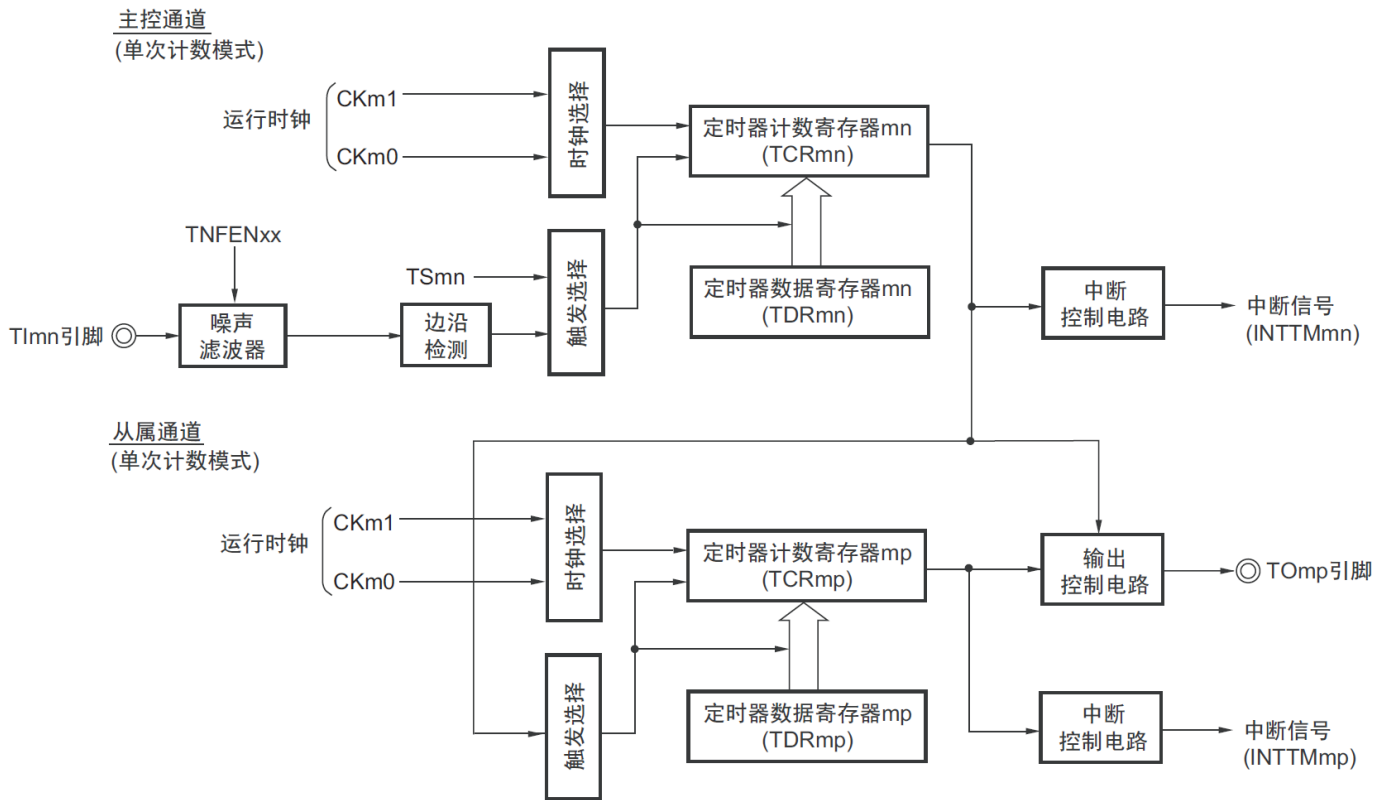 主控通道
(单次计数模式)
运行时钟
CKm1
CKm0
时钟选择
定时器计数寄存器mn
(TCRmn)
TNFENxx
TSmn
触发选择
定时器数据寄存器mn
(TDRmn)
TImn引脚
噪声
滤波器
边沿
检测
中断
控制电路
中断信号
(INTTMmn)
从属通道
(单次计数模式)
运行时钟
CKm1
CKm0
时钟选择
定时器计数寄存器mp
(TCRmp)
输出
控制电路
TOmp引脚
触发选择
定时器数据寄存器mp
(TDRmp)
中断
控制电路
中断信号
(INTTMmp)